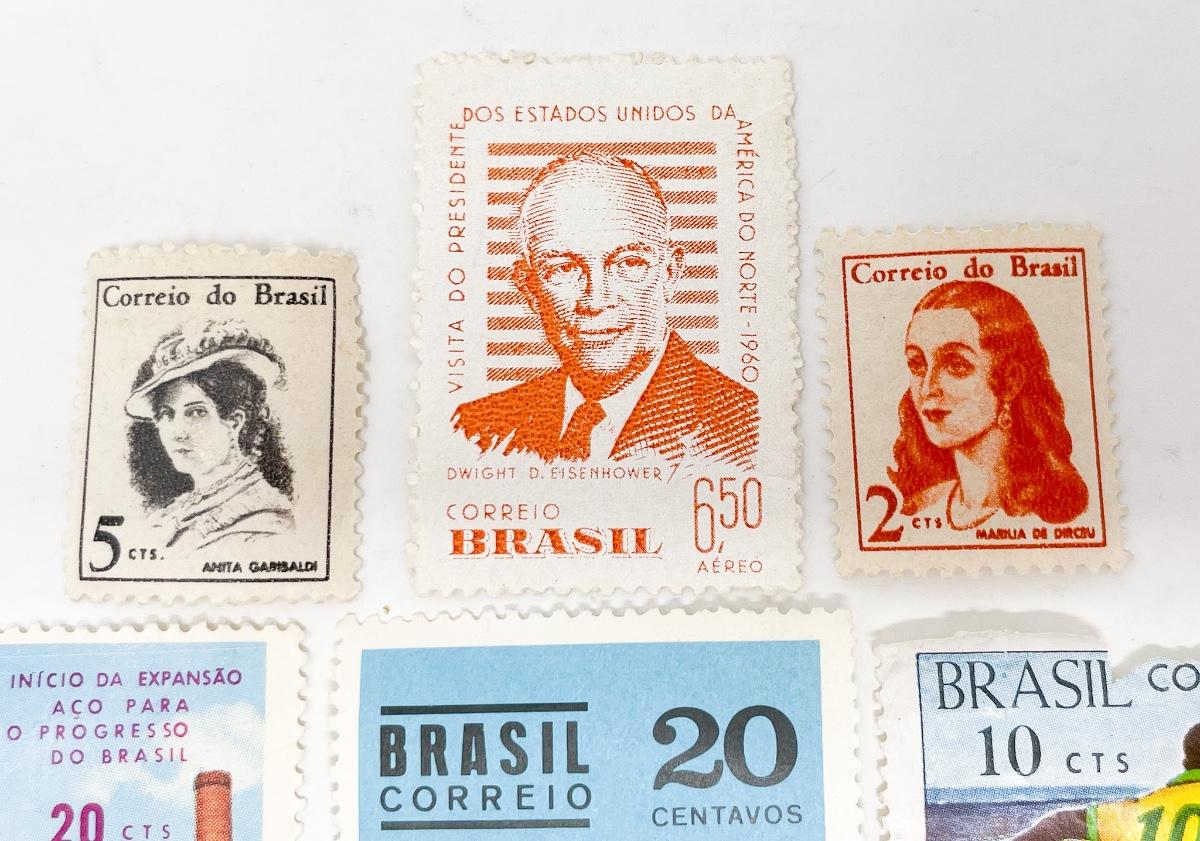 Correio do Brasil
5 CTS.
ANITA GARIBALDI
VISITA DO PRESIDENTE
DOS ESTADOS UNIDOS DA
AMÉRICA DO NORTE - 1960
DWIGHT D. EISENHOWER
CORREIO
BRASIL
6,50
AÉREO
Correio do Brasil
2 CTS
MARILIA DE DIRCEU
INÍCIO DA EXPANSÃO
AÇO PARA
O PROGRESSO
DO BRASIL
20 CTS
BRASIL
CORREIO
20
CENTAVOS
BRASIL CO
10 CTS
10